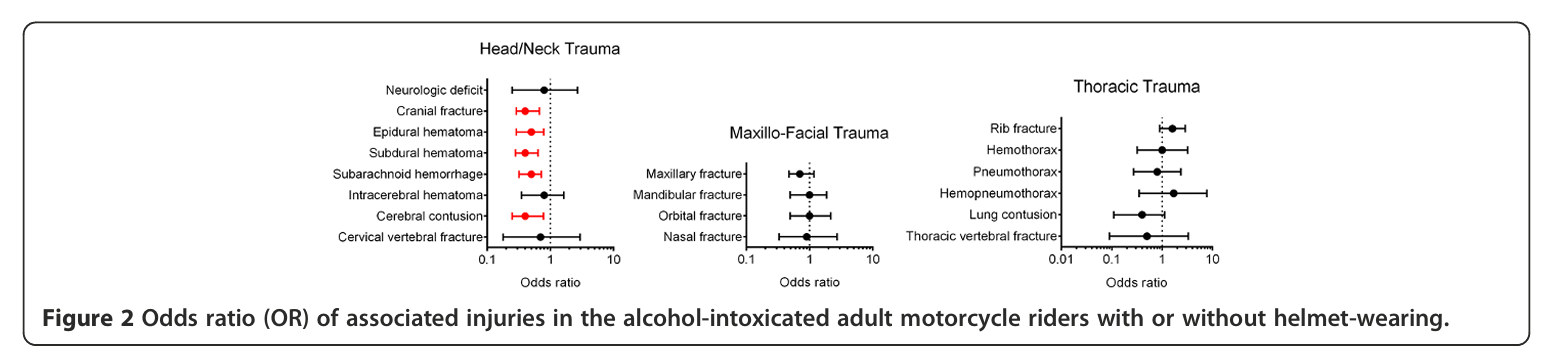 Head/Neck Trauma
Neurologic deficit
Cranial fracture
Epidural hematoma
Subdural hematoma
Subarachnoid hemorrhage
Intracerebral hematoma
Cerebral contusion
Cervical vertebral fracture
0.1 1 10
Odds ratio
Maxillo-Facial Trauma
Maxillary fracture
Mandibular fracture
Orbital fracture
Nasal fracture
0.1 1 10
Odds ratio
Thoracic Trauma
Rib fracture
Hemothorax
Pneumothorax
Hemopneumothorax
Lung contusion
Thoracic vertebral fracture
0.01 0.1 1 10
Odds ratio
Figure 2 Odds ratio (OR) of associated injuries in the alcohol-intoxicated adult motorcycle riders with or without helmet-wearing.